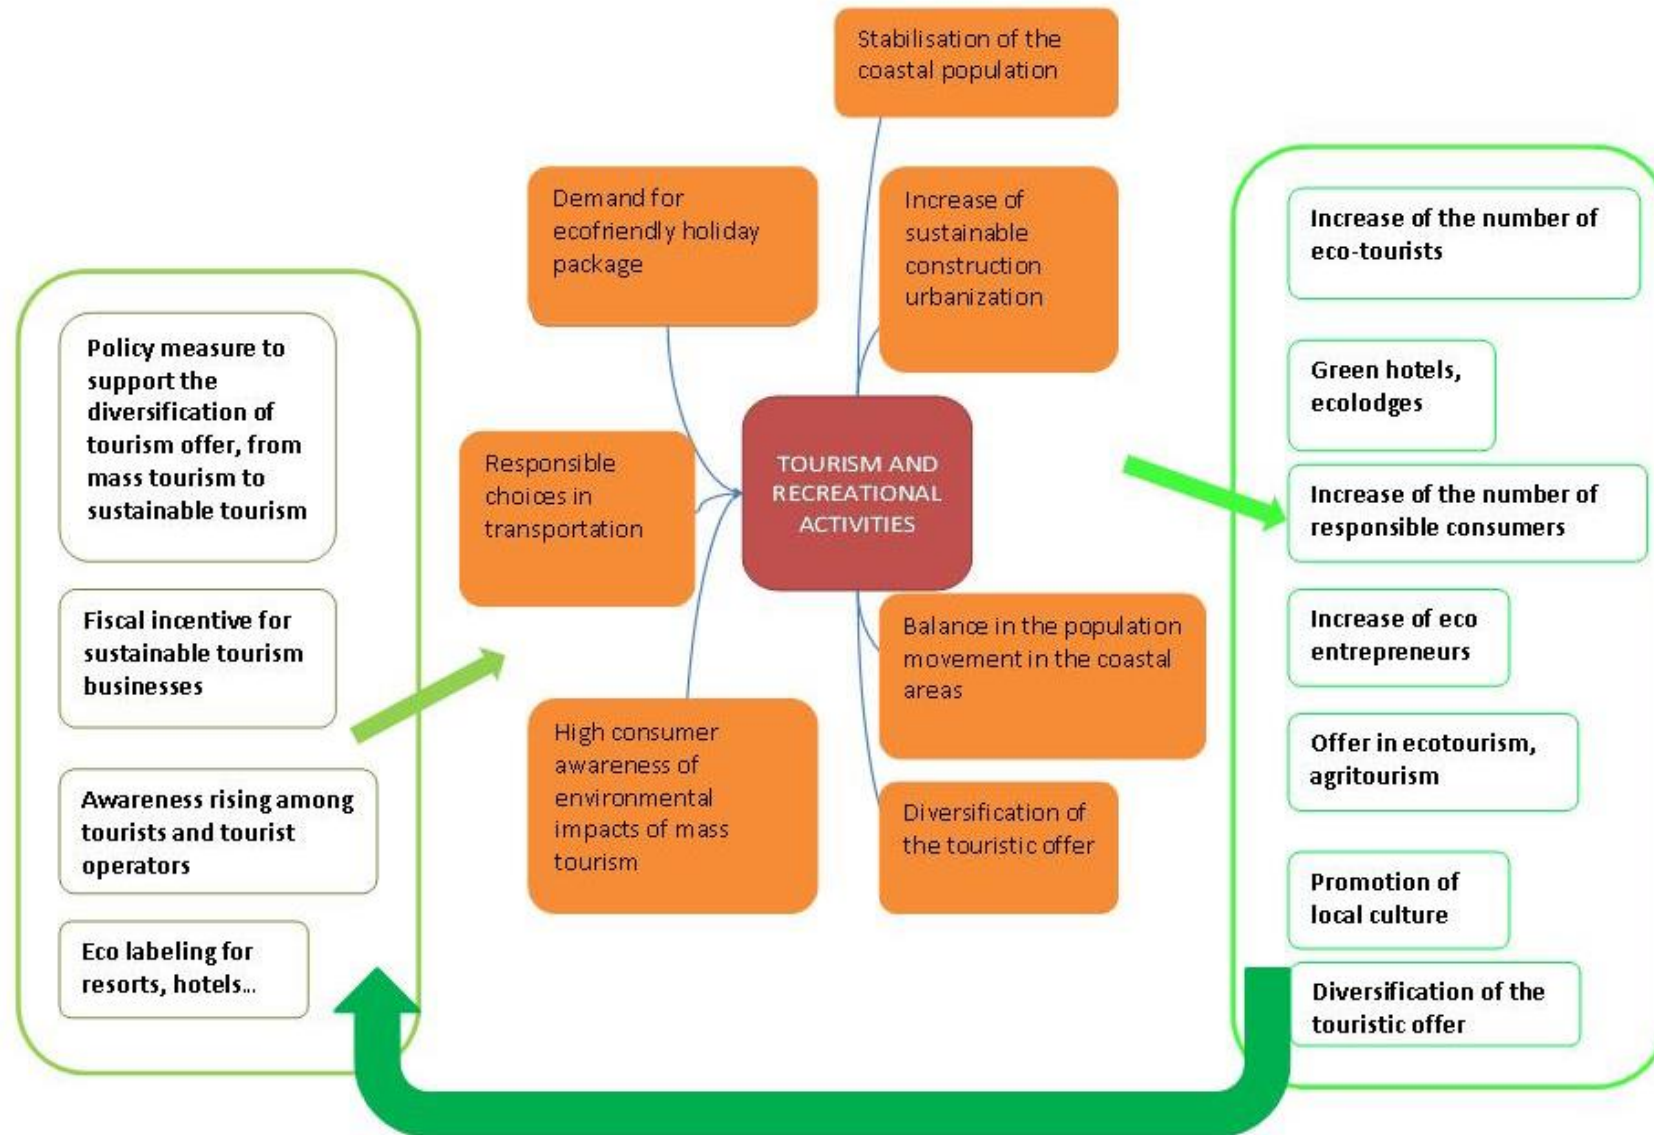 Policy measure to
support the
diversification of
tourism offer, from
mass tourism to
sustainable tourism
Fiscal incentive for
sustainable tourism
businesses
Awareness rising among
tourists and tourist
operators
Eco labeling for
resorts, hotels...
Demand for
ecofriendly holiday
package
Responsible
choices in
transportation
High consumer
awareness of
environmental
impacts of mass
tourism
TOURISM AND
RECREATIONAL
ACTIVITIES
Stabilisation of the
coastal population
Increase of
sustainable
construction
urbanization
Balance in the population
movement in the coastal
areas
Diversification of
the touristic offer
Increase of the number of
eco-tourists
Green hotels,
ecolodges
Increase of the number of
responsible consumers
Increase of eco
entrepreneurs
Offer in ecotourism,
agritourism
Promotion of
local culture
Diversification of the
touristic offer